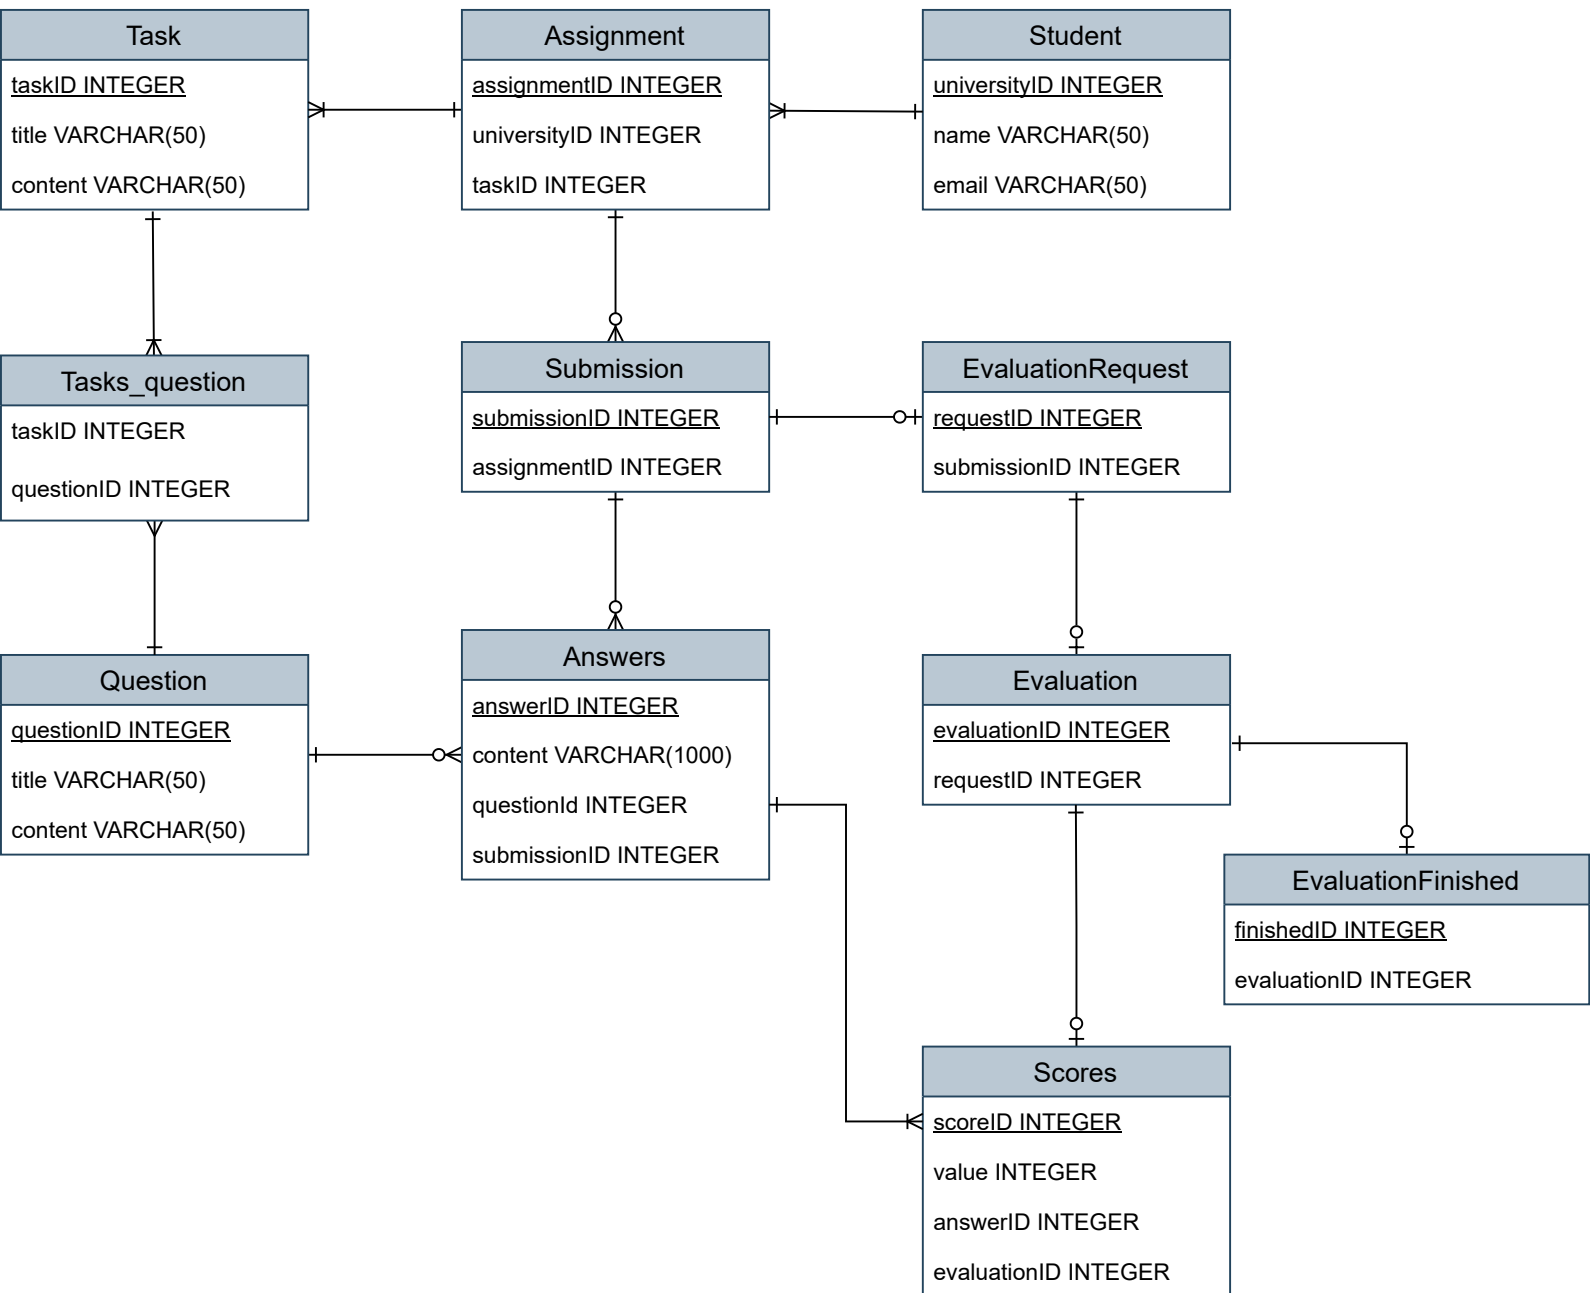 Task
taskID INTEGER
title VARCHAR(50)
content VARCHAR(50)
Assignment
assignmentID INTEGER
universityID INTEGER
taskID INTEGER
Student
universityID INTEGER
name VARCHAR(50)
email VARCHAR(50)
Tasks_question
taskID INTEGER
questionID INTEGER
Submission
submissionID INTEGER
assignmentID INTEGER
EvaluationRequest
requestID INTEGER
submissionID INTEGER
Question
questionID INTEGER
title VARCHAR(50)
content VARCHAR(50)
Answers
answerID INTEGER
content VARCHAR(1000)
questionId INTEGER
submissionID INTEGER
Evaluation
evaluationID INTEGER
requestID INTEGER
EvaluationFinished
finishedID INTEGER
evaluationID INTEGER
Scores
scoreID INTEGER
value INTEGER
answerID INTEGER
evaluationID INTEGER